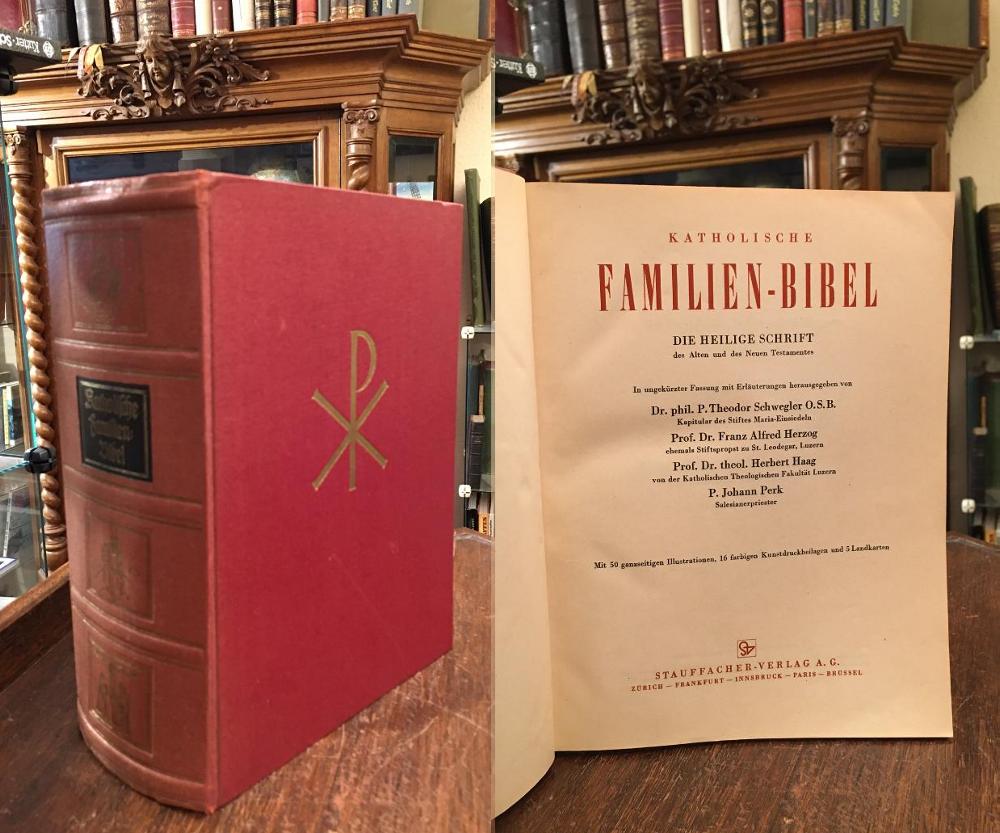 Katholische
Familien-
Bibel
KATHOLISCHE
FAMILIEN-BIBEL
DIE HEILIGE SCHRIFT
des Alten und des Neuen Testamentes
In ungekürzter Fassung mit Erläuterungen herausgegeben von
Dr. phil. P. Theodor Schwegler O.S.B.
Kapitular des Stiftes Maria-Einsiedeln
Prof. Dr. Franz Alfred Herzog
ehemals Stiftspropst zu St. Leodegar, Luzern
Prof. Dr. theol. Herbert Haag
von der Katholischen Theologischen Fakultät Luzern
P. Johann Perk
Salesianerpriester
Mit 50 ganzseitigen Illustrationen, 16 farbigen Kunstdruckbeilagen und 5 Landkarten
STAUFFACHER-VERLAG A. G.
ZÜRICH – FRANKFURT – INNSBRUCK – PARIS – BRÜSSEL